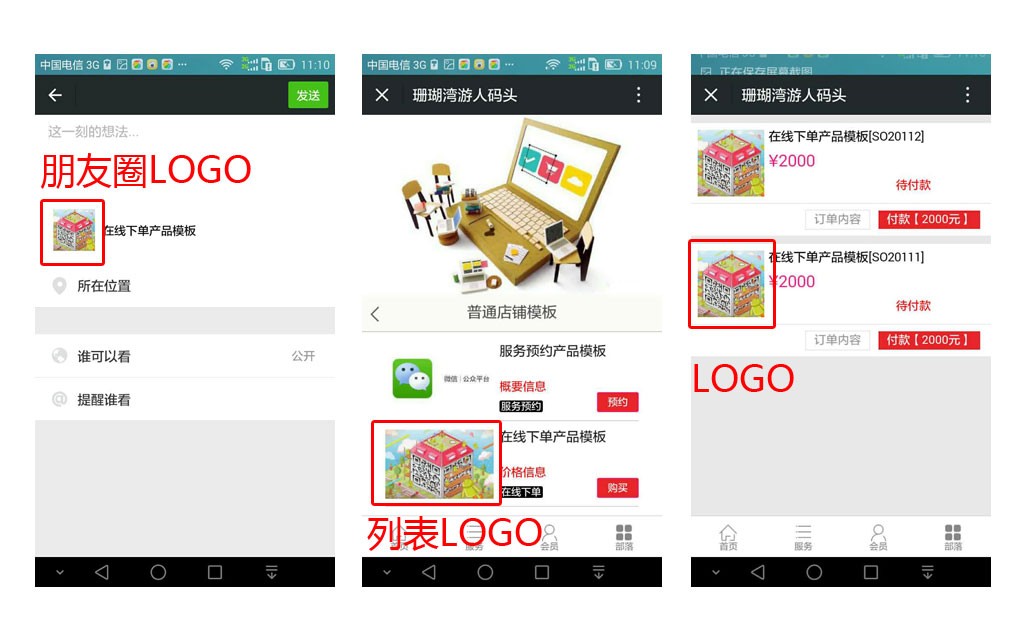 中国电信 3G
11:10
发送
这一刻的想法...
朋友圈LOGO
在线下单产品模板
所在位置
谁可以看
公开
@ 提醒谁看
中国电信 3G
11:09
珊瑚湾游人码头
普通店铺模板
服务预约产品模板
微信 | 公众平台
概要信息
服务预约
预约
在线下单产品模板
价格信息
在线下单
购买
列表LOGO
首页
服务
会员
部落
正在保存屏幕截图
珊瑚湾游人码头
在线下单产品模板[SO20112]
¥2000
待付款
订单内容
付款【2000元】
在线下单产品模板[SO20111]
¥2000
待付款
订单内容
付款【2000元】
LOGO
首页
服务
会员
部落